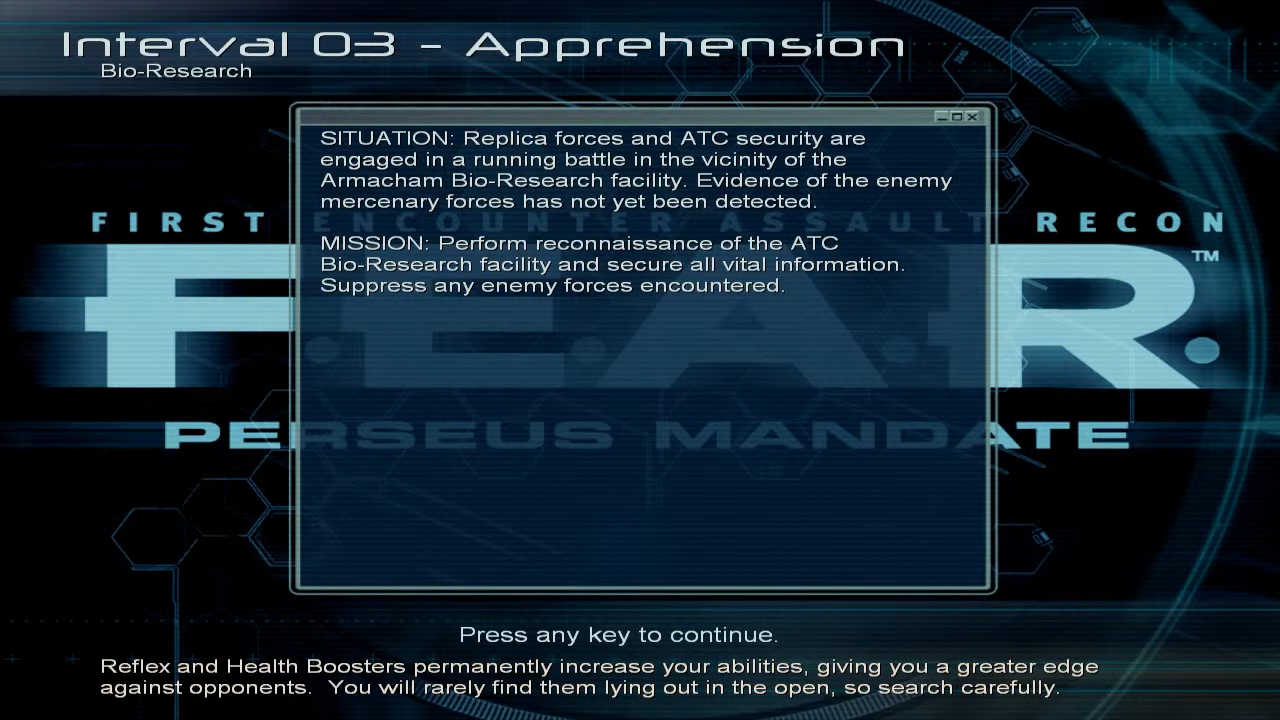 Interval 03 - Apprehension
Bio-Research
SITUATION: Replica forces and ATC security are
engaged in a running battle in the vicinity of the
Armacham Bio-Research facility. Evidence of the enemy
mercenary forces has not yet been detected.
MISSION: Perform reconnaissance of the ATC
Bio-Research facility and secure all vital information.
Suppress any enemy forces encountered.
FIRST ENCOUNTER ASSAULT RECON
F.E.A.R.™
PERSEUS MANDATE
Press any key to continue.
Reflex and Health Boosters permanently increase your abilities, giving you a greater edge
against opponents. You will rarely find them lying out in the open, so search carefully.